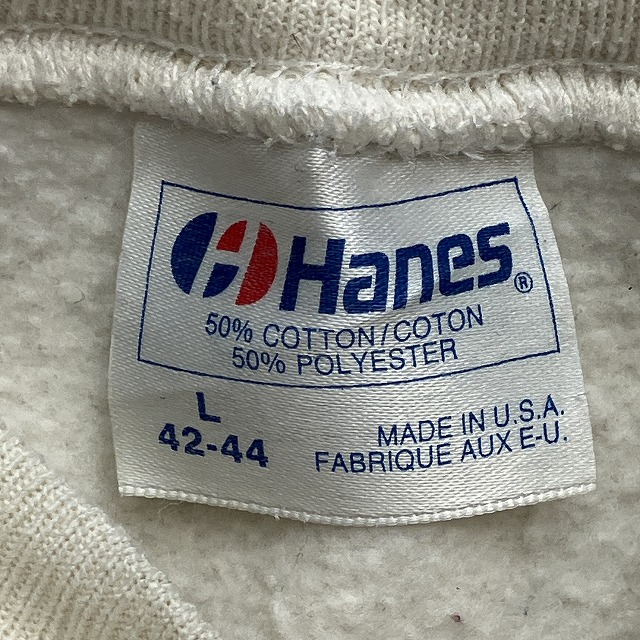 Hanes®
50% COTTON/COTON
50% POLYESTER
L
42-44
MADE IN U.S.A.
FABRIQUE AUX E-U.